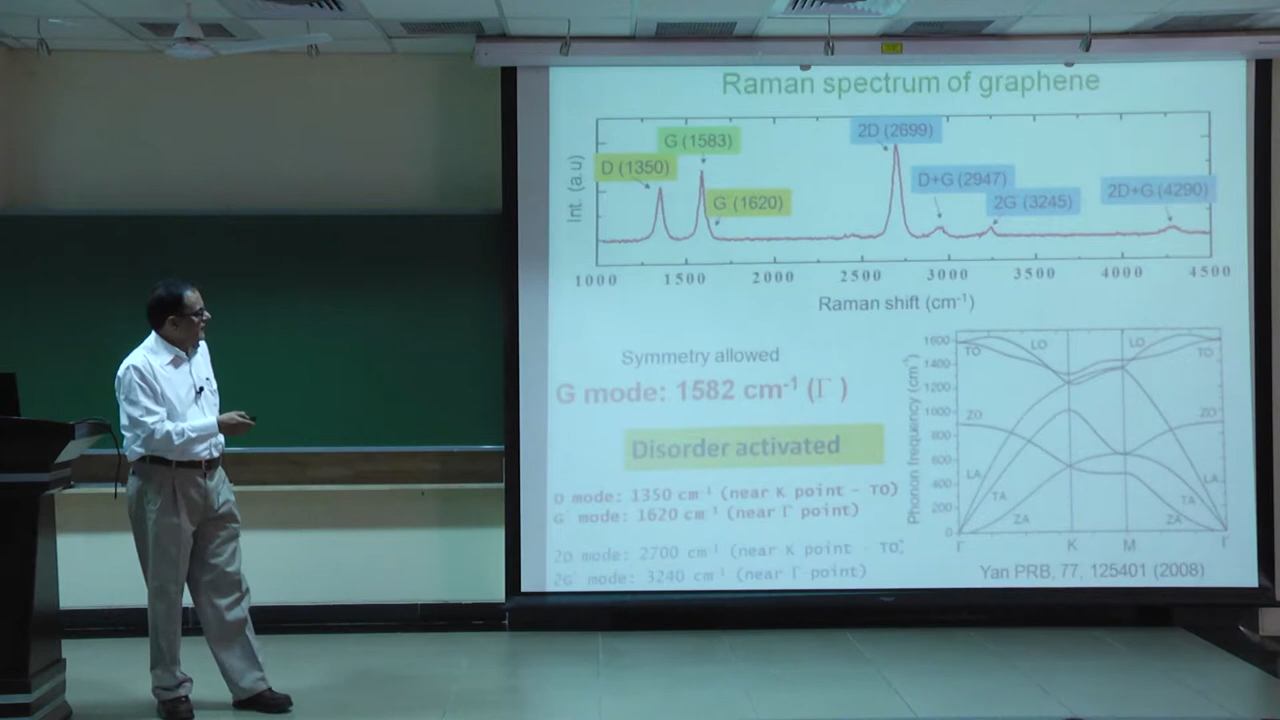 Raman spectrum of graphene
2D (2699)
G (1583)
D (1350)
D+G (2947)
2D+G (4290)
G´ (1620)
2G´ (3245)
Int. (a.u)
1000 1500 2000 2500 3000 3500 4000 4500
Raman shift (cm⁻¹)
Symmetry allowed
G mode: 1582 cm⁻¹ (Γ )
Disorder activated
D mode: 1350 cm⁻¹ (near K point – TO)
G´ mode: 1620 cm⁻¹ (near Γ point)
2D mode: 2700 cm⁻¹ (near K point – TO)
2G´ mode: 3240 cm⁻¹ (near Γ point)
Phonon frequency (cm⁻¹)
1600
1400
1200
1000
800
600
400
200
0
LO LO
TO TO
ZO ZO
LA LA
TA TA
ZA ZA
Γ K M Γ
Yan PRB, 77, 125401 (2008)